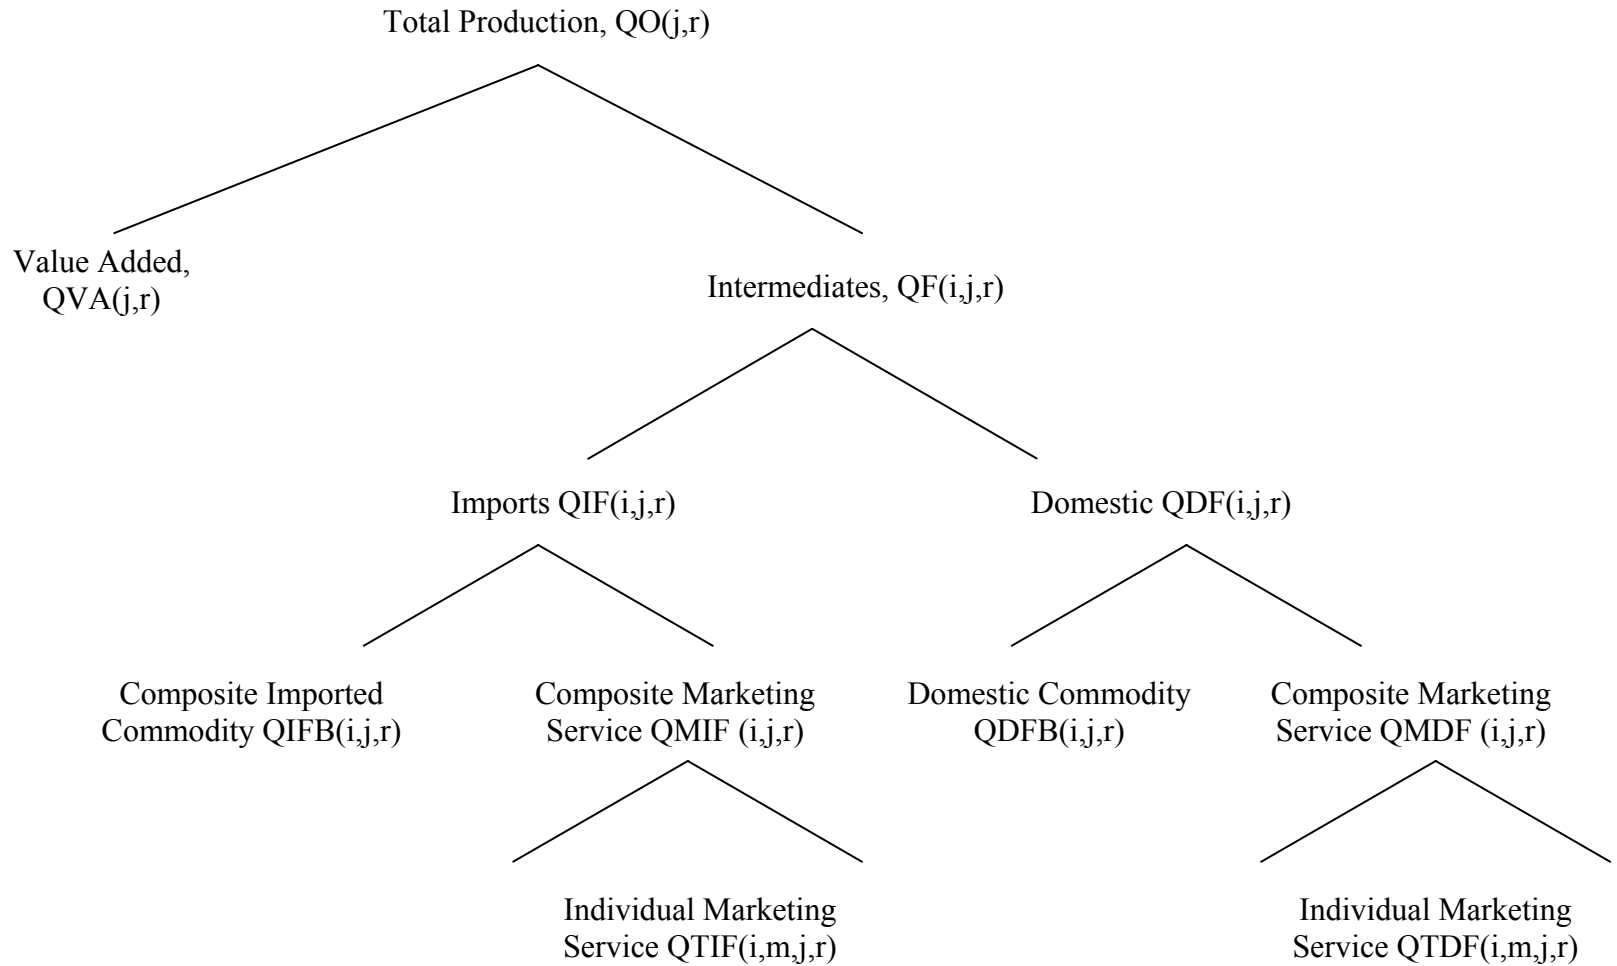 Total Production, QO(j,r)
Value Added,
QVA(j,r)
Intermediates, QF(i,j,r)
Imports QIF(i,j,r)
Domestic QDF(i,j,r)
Composite Imported
Commodity QIFB(i,j,r)
Composite Marketing
Service QMIF (i,j,r)
Domestic Commodity
QDFB(i,j,r)
Composite Marketing
Service QMDF (i,j,r)
Individual Marketing
Service QTIF(i,m,j,r)
Individual Marketing
Service QTDF(i,m,j,r)